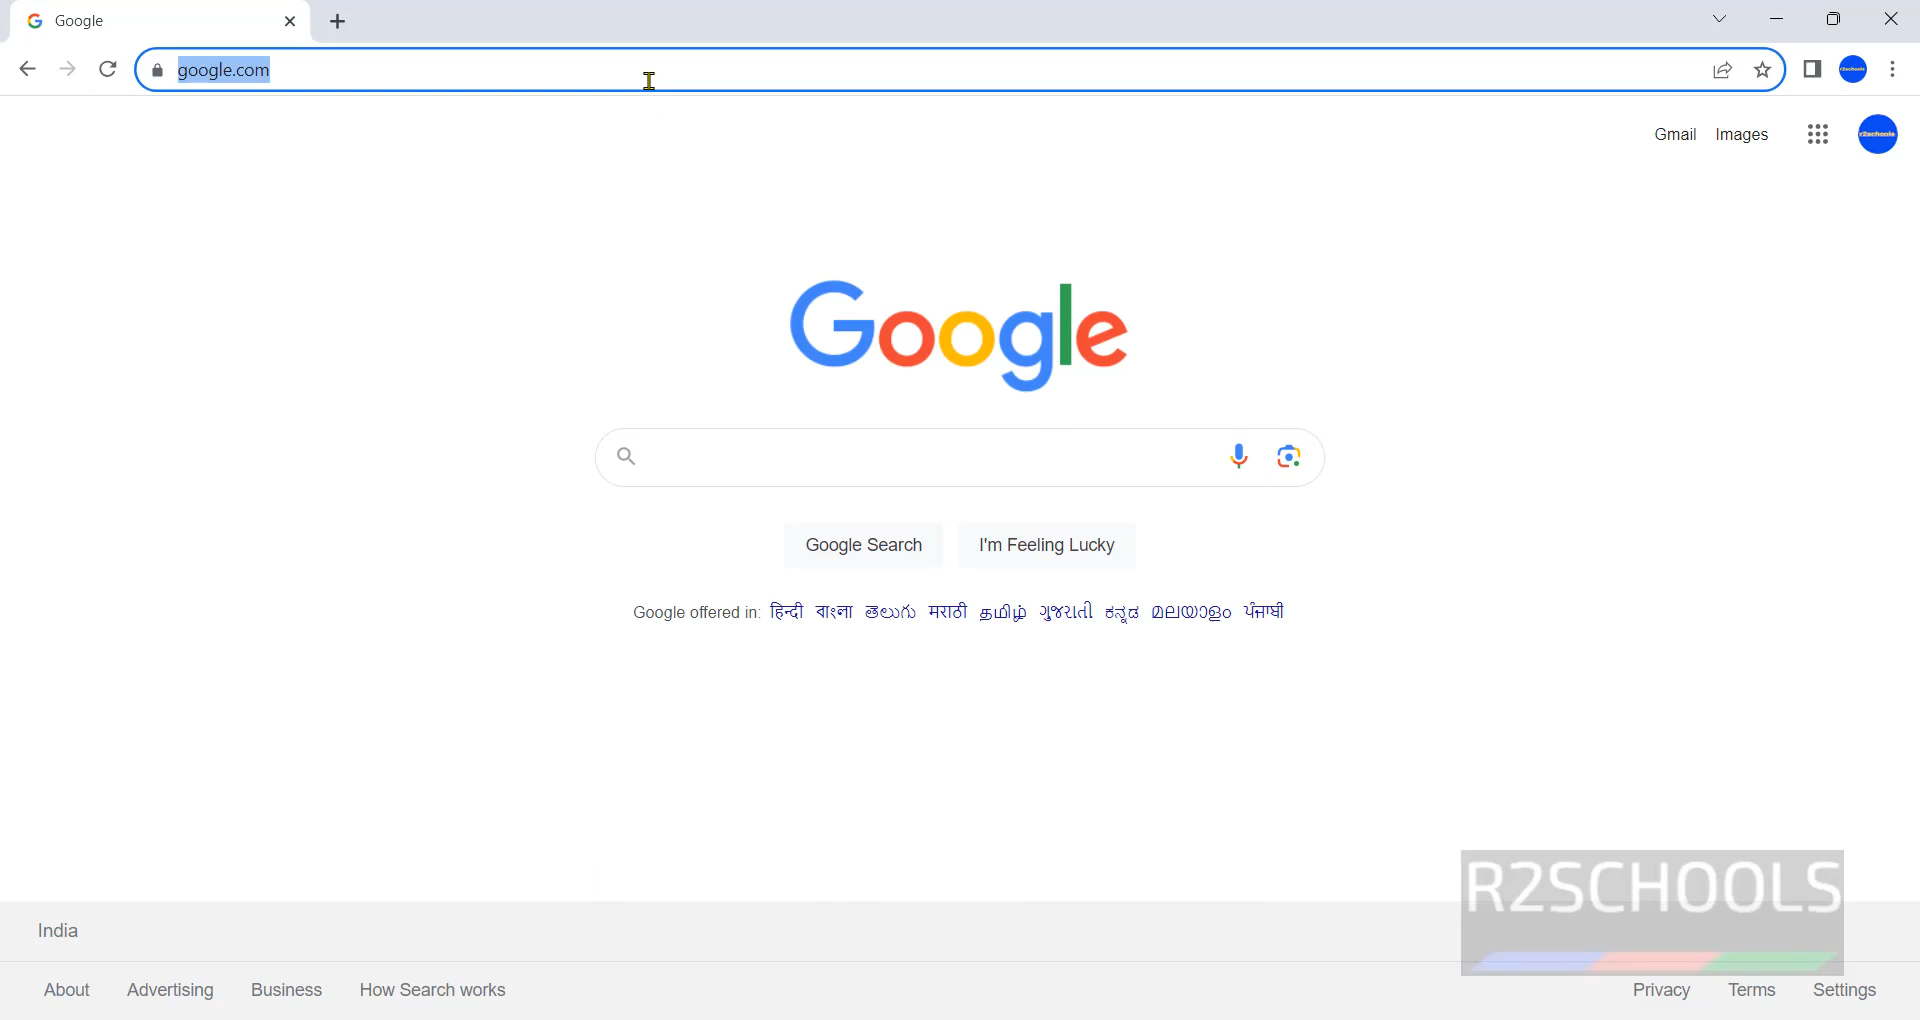 Google
google.com
Gmail Images
r2schools
Google
Google Search I'm Feeling Lucky
Google offered in: हिन्दी বাংলা తెలుగు मराठी தமிழ் ગુજરાતી ಕನ್ನಡ മലയാളം ਪੰਜਾਬੀ
R2SCHOOLS
India
About Advertising Business How Search works Privacy Terms Settings